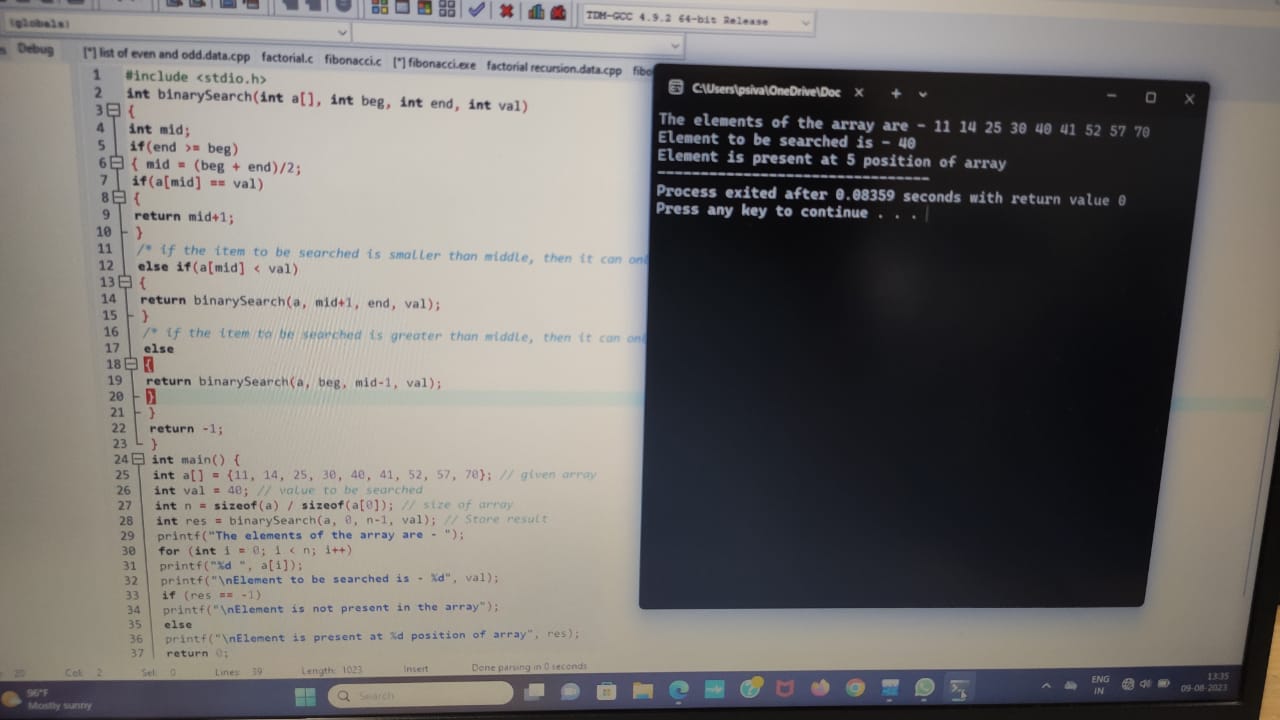 (globals)
TDM-GCC 4.9.2 64-bit Release
Debug
[*] list of even and odd.data.cpp factorial.c fibonacci.c [*] fibonacci.exe factorial recursion.data.cpp fibo
1 #include <stdio.h>
2 int binarySearch(int a[], int beg, int end, int val)
3 {
4 int mid;
5 if(end >= beg)
6 { mid = (beg + end)/2;
7 if(a[mid] == val)
8 {
9 return mid+1;
10 }
11 /* if the item to be searched is smaller than middle, then it can onl
12 else if(a[mid] < val)
13 {
14 return binarySearch(a, mid+1, end, val);
15 }
16 /* if the item to be searched is greater than middle, then it can onl
17 else
18 {
19 return binarySearch(a, beg, mid-1, val);
20 }
21 }
22 return -1;
23 }
24 int main() {
25 int a[] = {11, 14, 25, 30, 40, 41, 52, 57, 70}; // given array
26 int val = 40; // value to be searched
27 int n = sizeof(a) / sizeof(a[0]); // size of array
28 int res = binarySearch(a, 0, n-1, val); // Store result
29 printf("The elements of the array are - ");
30 for (int i = 0; i < n; i++)
31 printf("%d ", a[i]);
32 printf("\nElement to be searched is - %d", val);
33 if (res == -1)
34 printf("\nElement is not present in the array");
35 else
36 printf("\nElement is present at %d position of array", res);
37 return 0;
C:\Users\psiva\OneDrive\Doc
The elements of the array are - 11 14 25 30 40 41 52 57 70
Element to be searched is - 40
Element is present at 5 position of array
--------------------------------
Process exited after 0.08359 seconds with return value 0
Press any key to continue . . .
20 Col: 2 Sel: 0 Lines: 39 Length: 1023 Insert Done parsing in 0 seconds
96°F
Mostly sunny
Search
ENG
IN
13:35
09-08-2023